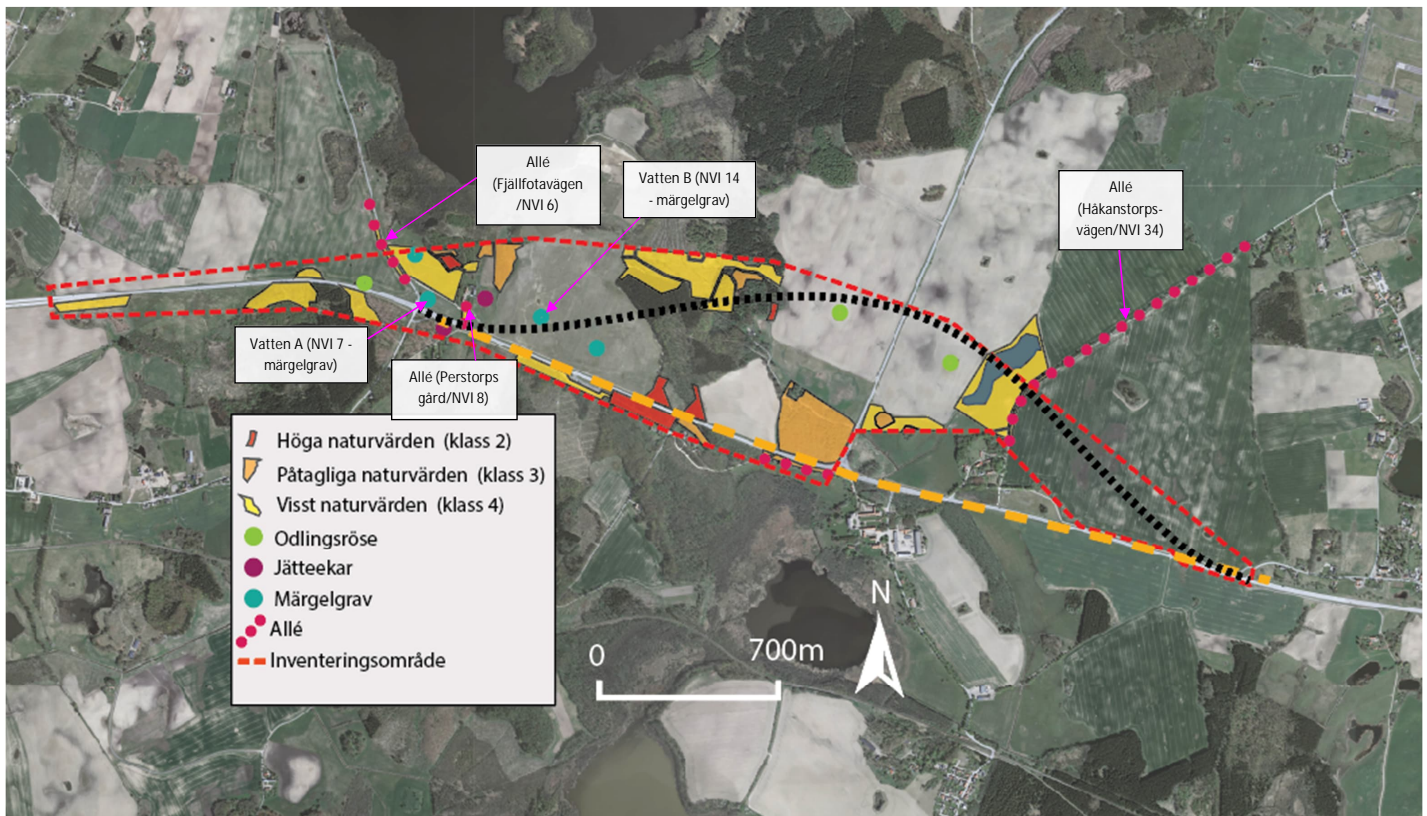 Allé
(Fjällfotavägen
/NVI 6)
Vatten B (NVI 14
- märgelgrav)
Allé
(Håkanstorps-
vägen/NVI 34)
Vatten A (NVI 7 -
märgelgrav)
Allé (Perstorps
gård/NVI 8)
Höga naturvärden (klass 2)
Påtagliga naturvärden (klass 3)
Visst naturvärden (klass 4)
Odlingsröse
Jätteekar
Märgelgrav
Allé
Inventeringsområde
0 700m
N